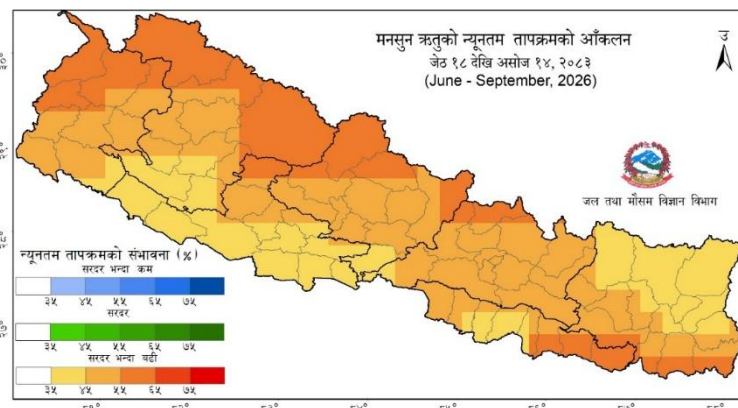 मनसुन ऋतुको न्यूनतम तापक्रमको आँकलन
जेठ १८ देखि असोज १४, २०८३
(June - September, 2026)
उ
जल तथा मौसम विज्ञान विभाग
न्यूनतम तापक्रमको संभावना (%)
सरदर भन्दा कम
३५ ४५ ५५ ६५ ७५
सरदर
३५ ४५ ५५ ६५ ७५
सरदर भन्दा बढी
३५ ४५ ५५ ६५ ७५